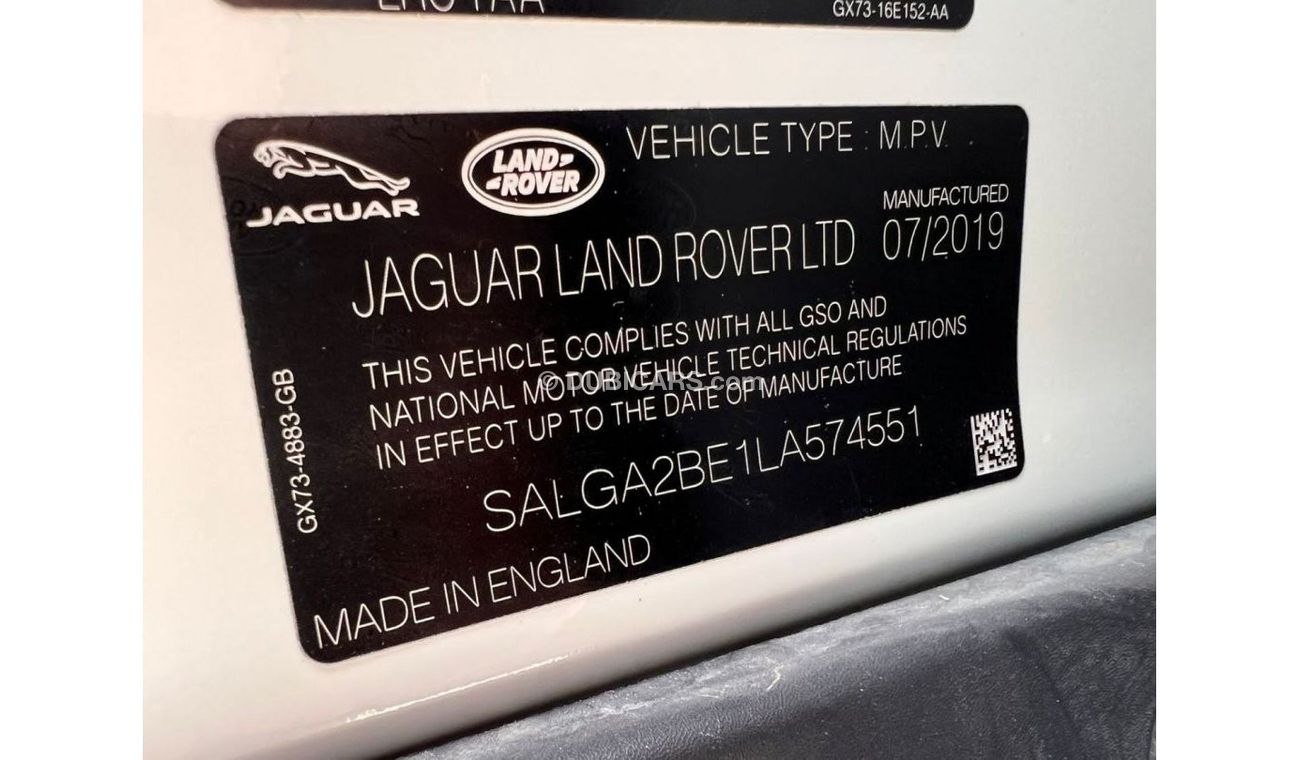 GX73-16E152-AA
JAGUAR
LAND ROVER
VEHICLE TYPE : M.P.V.
MANUFACTURED
JAGUAR LAND ROVER LTD 07/2019
THIS VEHICLE COMPLIES WITH ALL GSO AND
NATIONAL MOTOR VEHICLE TECHNICAL REGULATIONS
IN EFFECT UP TO THE DATE OF MANUFACTURE
© DUBICARS.com
SALGA2BE1LA574551
MADE IN ENGLAND
GX73-4883-GB